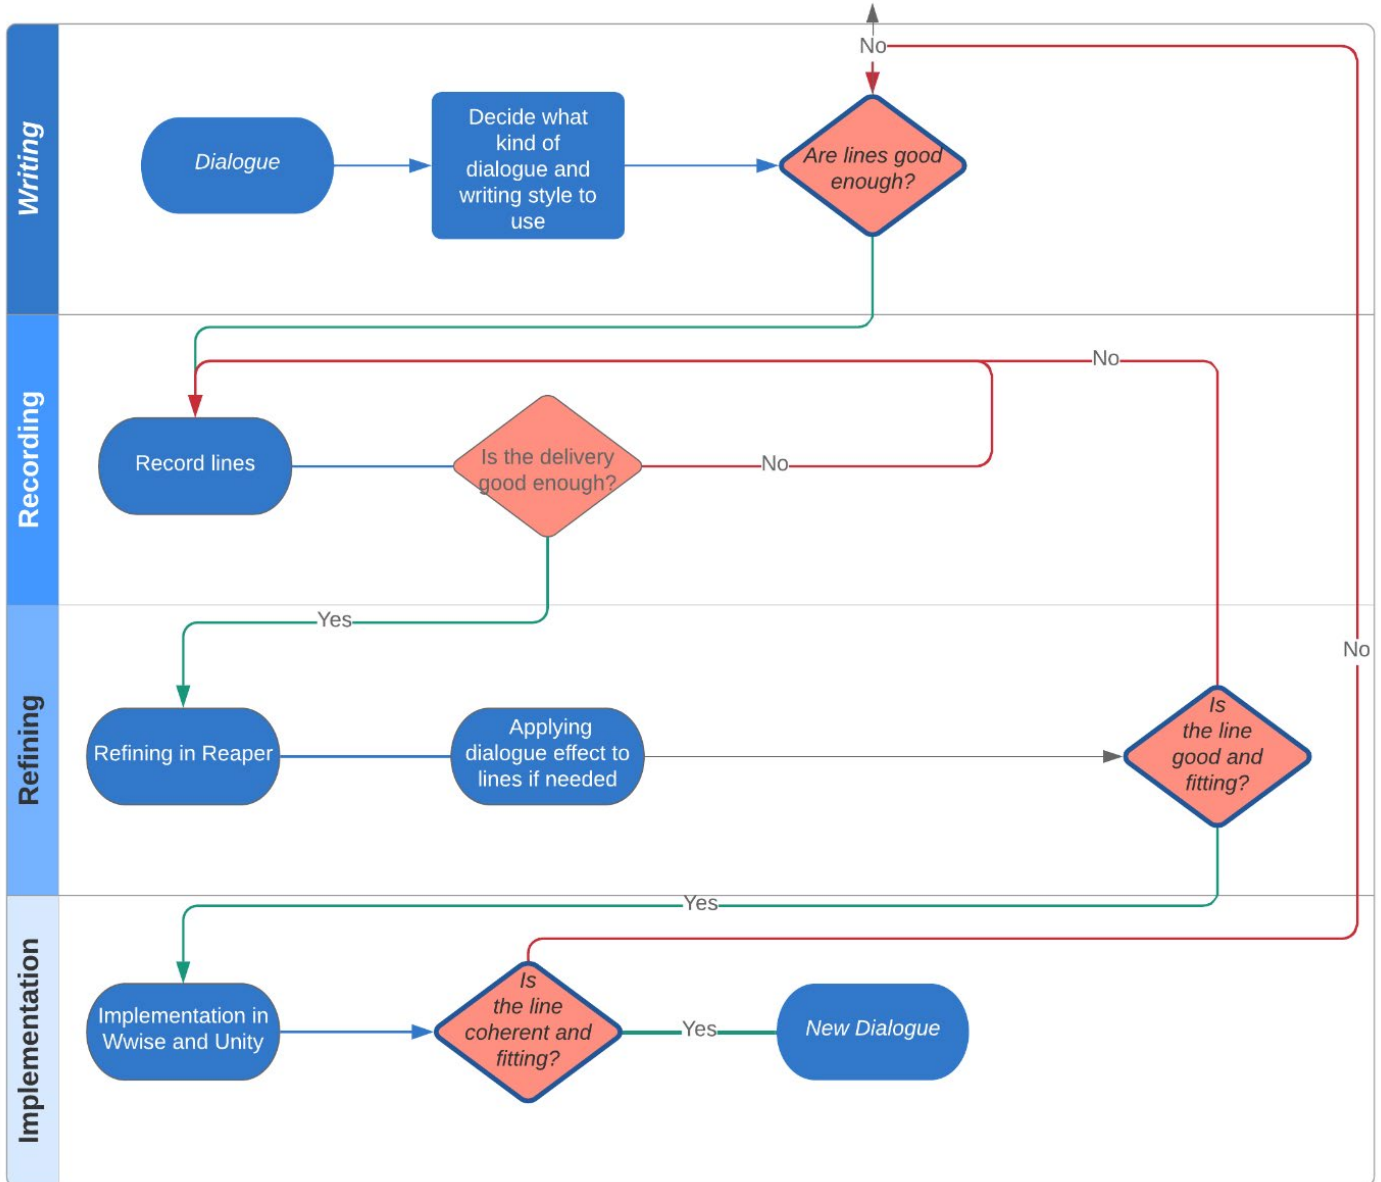 No
Writing
Dialogue
Decide what
kind of
dialogue and
writing style to
use
Are lines good
enough?
Recording
No
Record lines
Is the delivery
good enough?
No
Yes
Refining
No
Refining in Reaper
Applying
dialogue effect to
lines if needed
Is
the line
good and
fitting?
Yes
Implementation
Implementation in
Wwise and Unity
Is
the line
coherent and
fitting?
Yes
New Dialogue